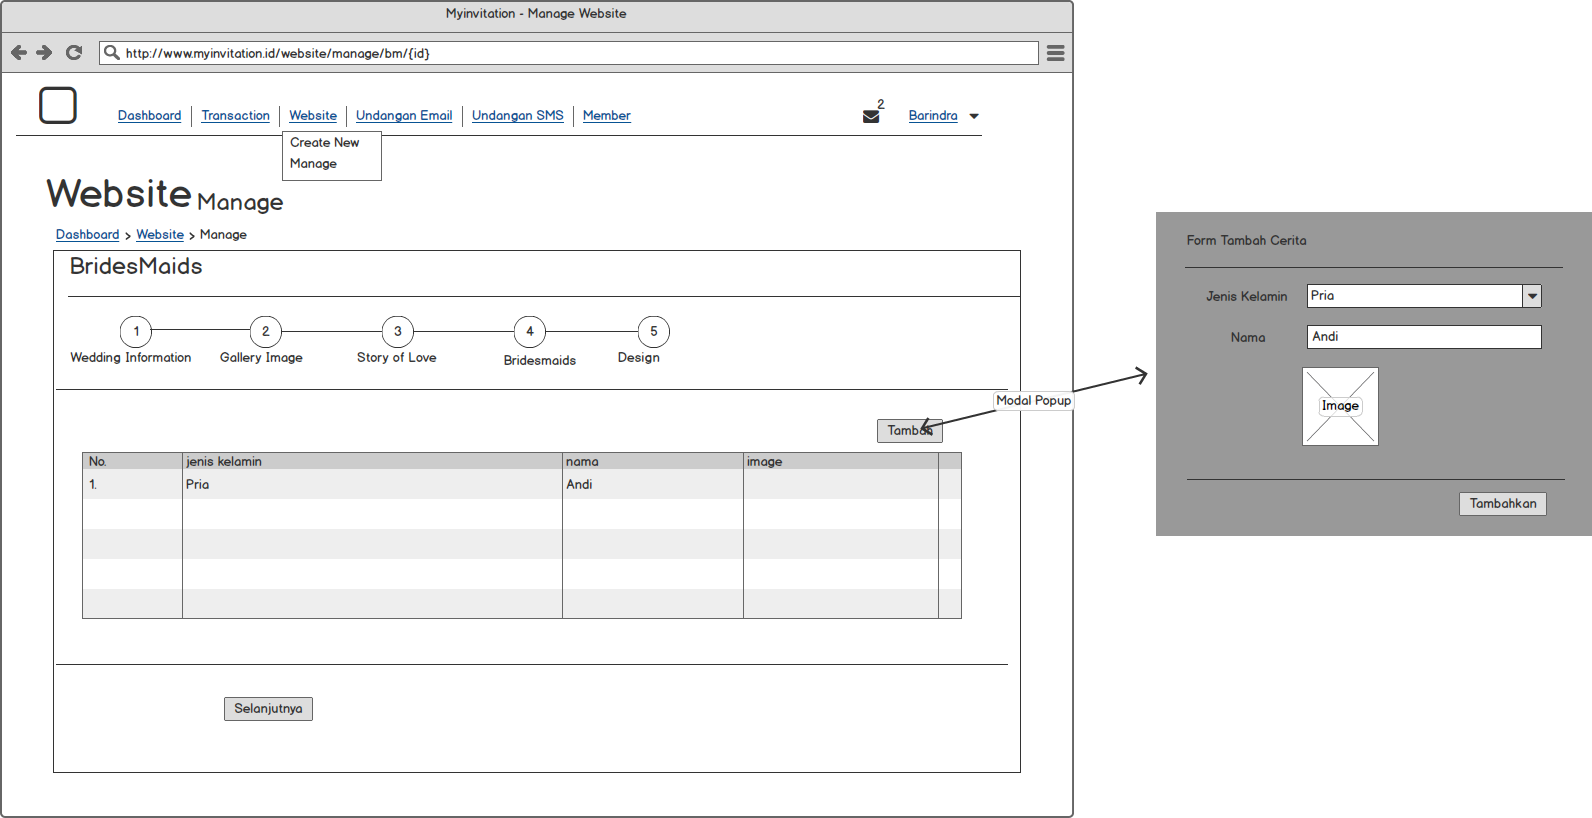 Myinvitation - Manage Website
http://www.myinvitation.id/website/manage/bm/{id}
2
Dashboard Transaction Website Undangan Email Undangan SMS Member Barindra
Create New
Manage
Website Manage
Dashboard > Website > Manage
BridesMaids
1 2 3 4 5
Wedding Information Gallery Image Story of Love Bridesmaids Design
Modal Popup
Tambah
No. jenis kelamin nama image
1. Pria Andi
Selanjutnya
Form Tambah Cerita
Jenis Kelamin Pria
Nama Andi
Image
Tambahkan